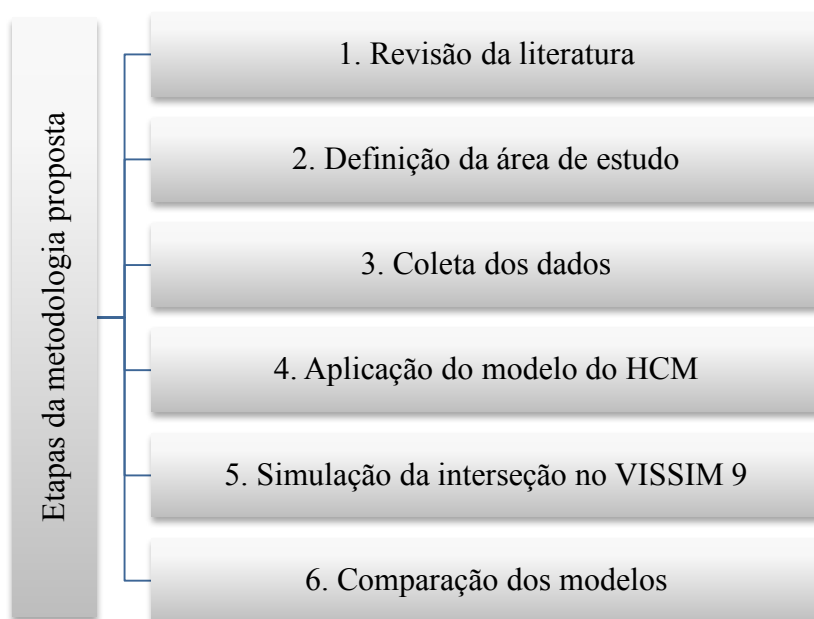 Etapas da metodologia proposta
1. Revisão da literatura
2. Definição da área de estudo
3. Coleta dos dados
4. Aplicação do modelo do HCM
5. Simulação da interseção no VISSIM 9
6. Comparação dos modelos